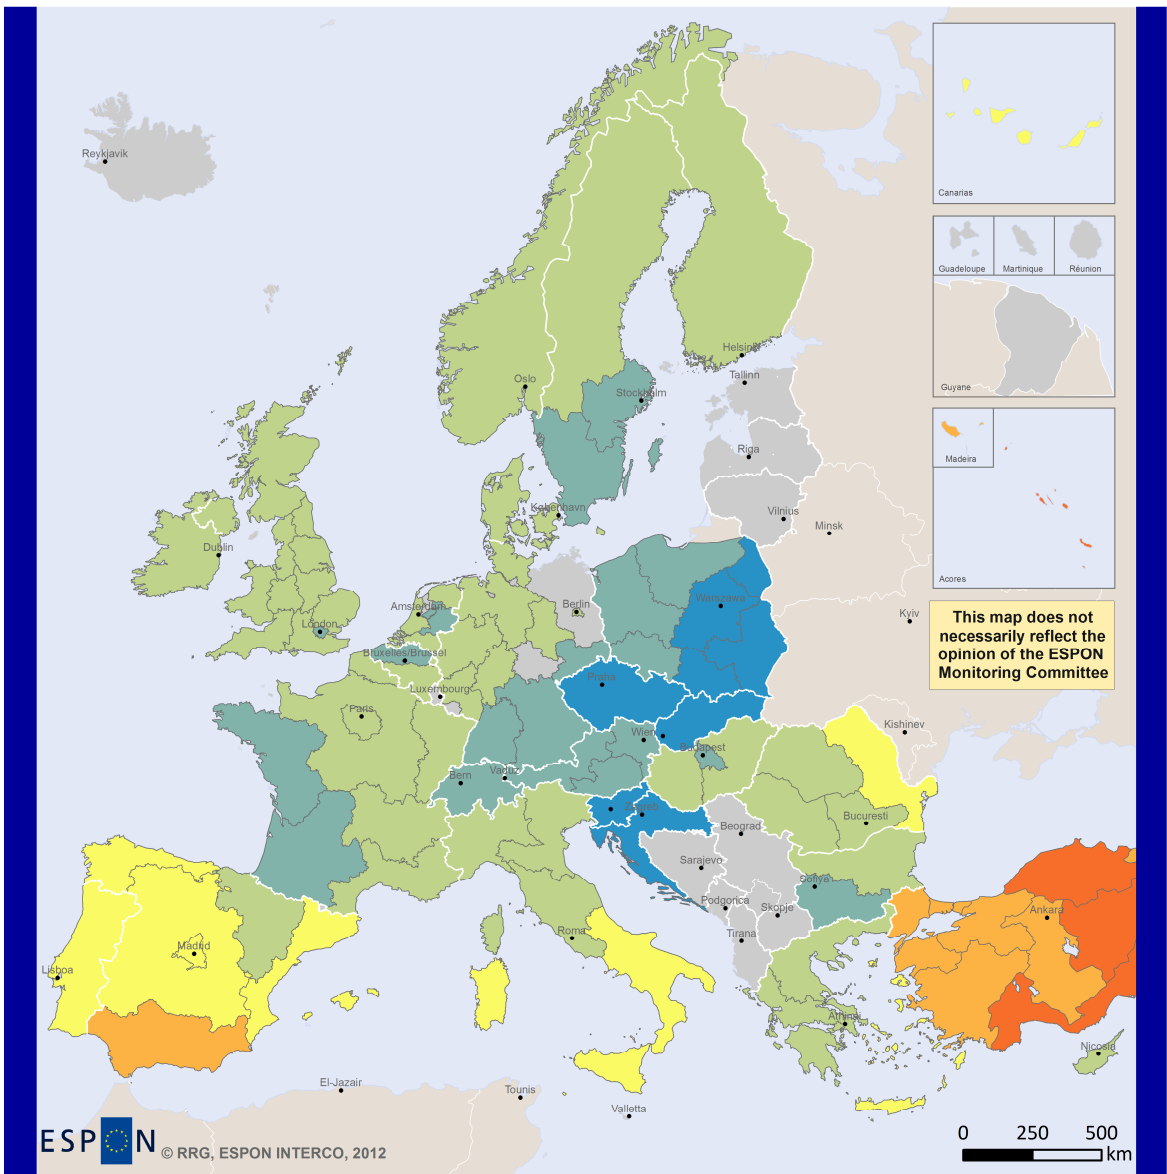 Reykjavik
Canarias
Guadeloupe
Martinique
Réunion
Guyane
Madeira
Acores
Helsinki
Tallinn
Oslo
Stockholm
Riga
København
Vilnius
Minsk
Dublin
Amsterdam
Berlin
Warszawa
Kyiv
London
Bruxelles/Brussel
Praha
Luxembourg
Paris
Kishinev
Wien
Budapest
Bern
Vaduz
Zagreb
Bucuresti
Beograd
Sarajevo
Sofiya
Podgorica
Skopje
Ankara
Madrid
Roma
Tirana
Lisboa
Athinai
Nicosia
El-Jazair
Tounis
Valletta
This map does not
necessarily reflect the
opinion of the ESPON
Monitoring Committee
ESPON
© RRG, ESPON INTERCO, 2012
0 250 500
km